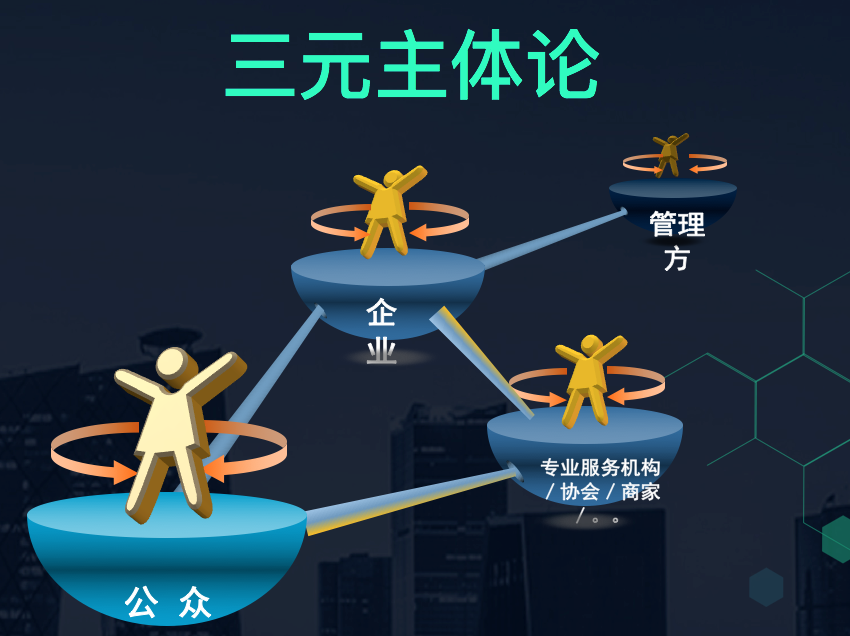 三元主体论
管理
方
企
业
专业服务机构
/ 协会 / 商家
/ 。。
公 众